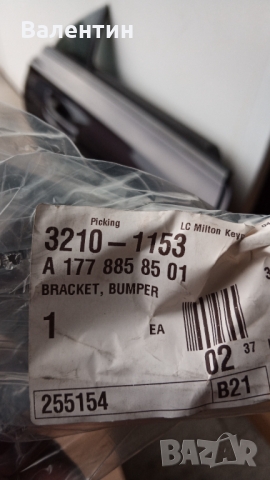 Валентин
Picking LC Milton Keyn
3210-1153
A 177 885 85 01
BRACKET, BUMPER
1 EA
02 37
255154 B21
BAZAR